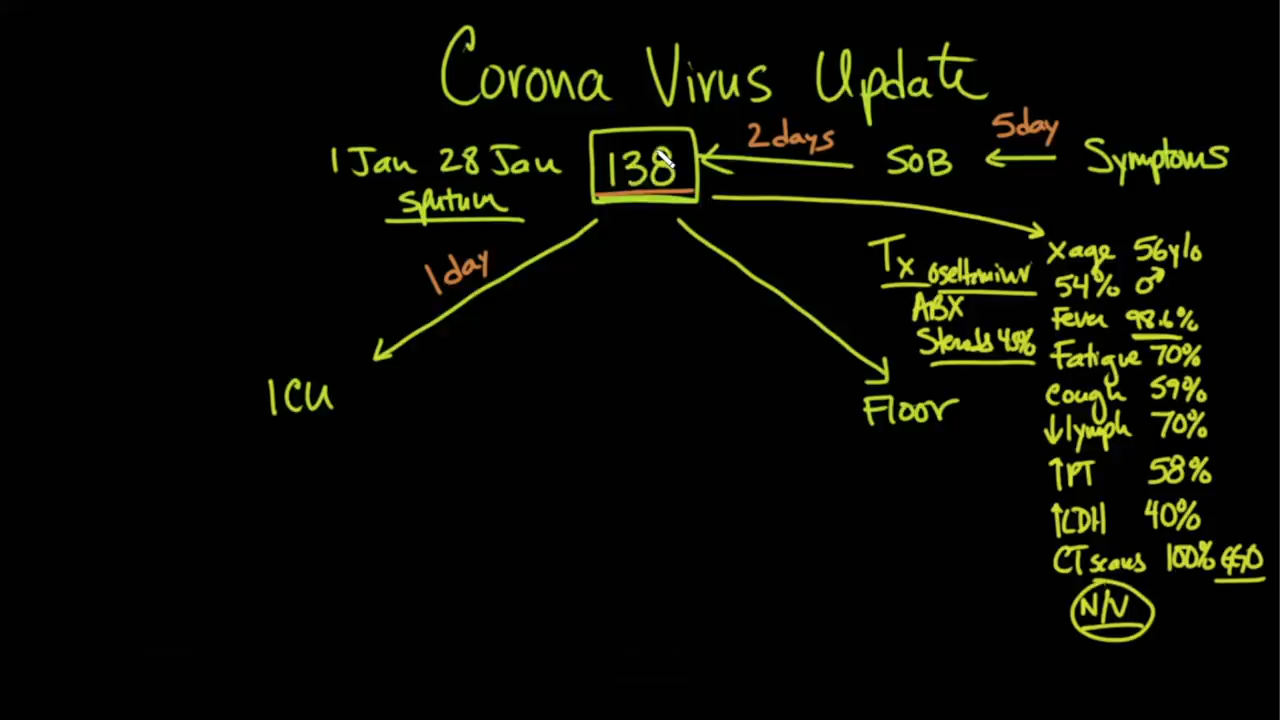 Corona Virus Update
1 Jan 28 Jan
sputum
138
2 days
SOB
5 day
Symptoms
1 day
ICU
Floor
Tx Oseltamivir
ABX
Steroids 45%
X age 56 y/o
54% ♂
Fever 98.6%
Fatigue 70%
Cough 59%
↓lymph 70%
↑PT 58%
↑LDH 40%
CT scans 100% GGO
N/V